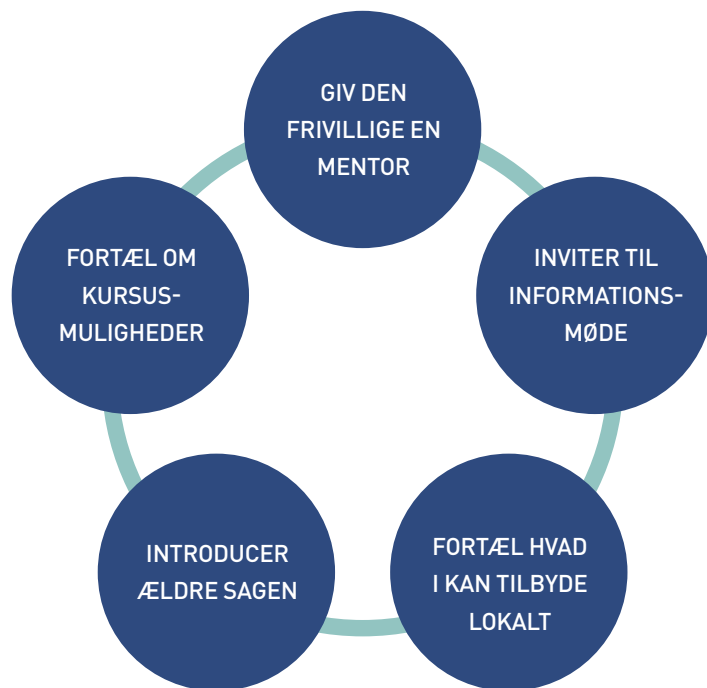 GIV DEN
FRIVILLIGE EN
MENTOR
INVITER TIL
INFORMATIONS-
MØDE
FORTÆL HVAD
I KAN TILBYDE
LOKALT
INTRODUCER
ÆLDRE SAGEN
FORTÆL OM
KURSUS-
MULIGHEDER